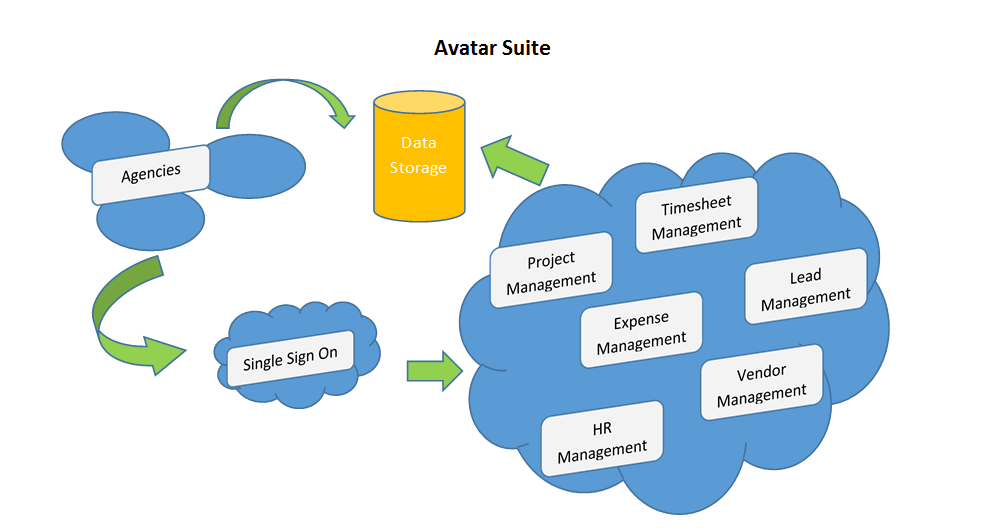 Avatar Suite
Agencies
Data
Storage
Timesheet
Management
Project
Management
Lead
Management
Expense
Management
Single Sign On
Vendor
Management
HR
Management